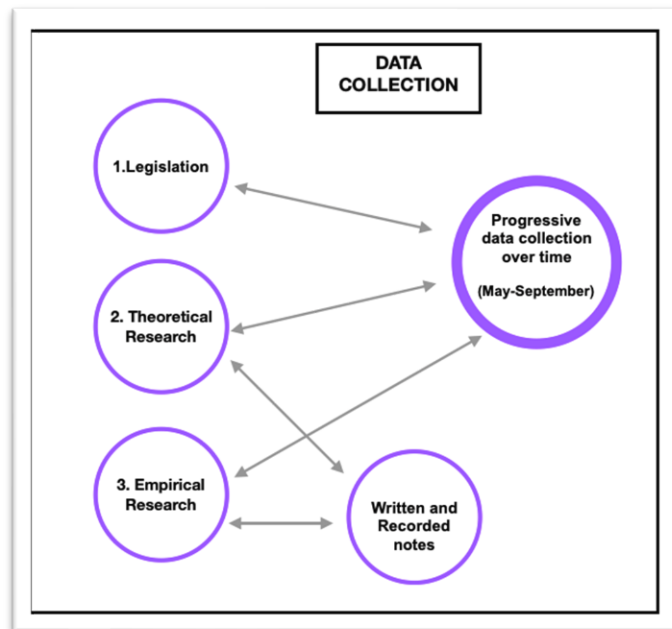 DATA
COLLECTION
1.Legislation
Progressive
data collection
over time
(May-September)
2. Theoretical
Research
3. Empirical
Research
Written and
Recorded
notes